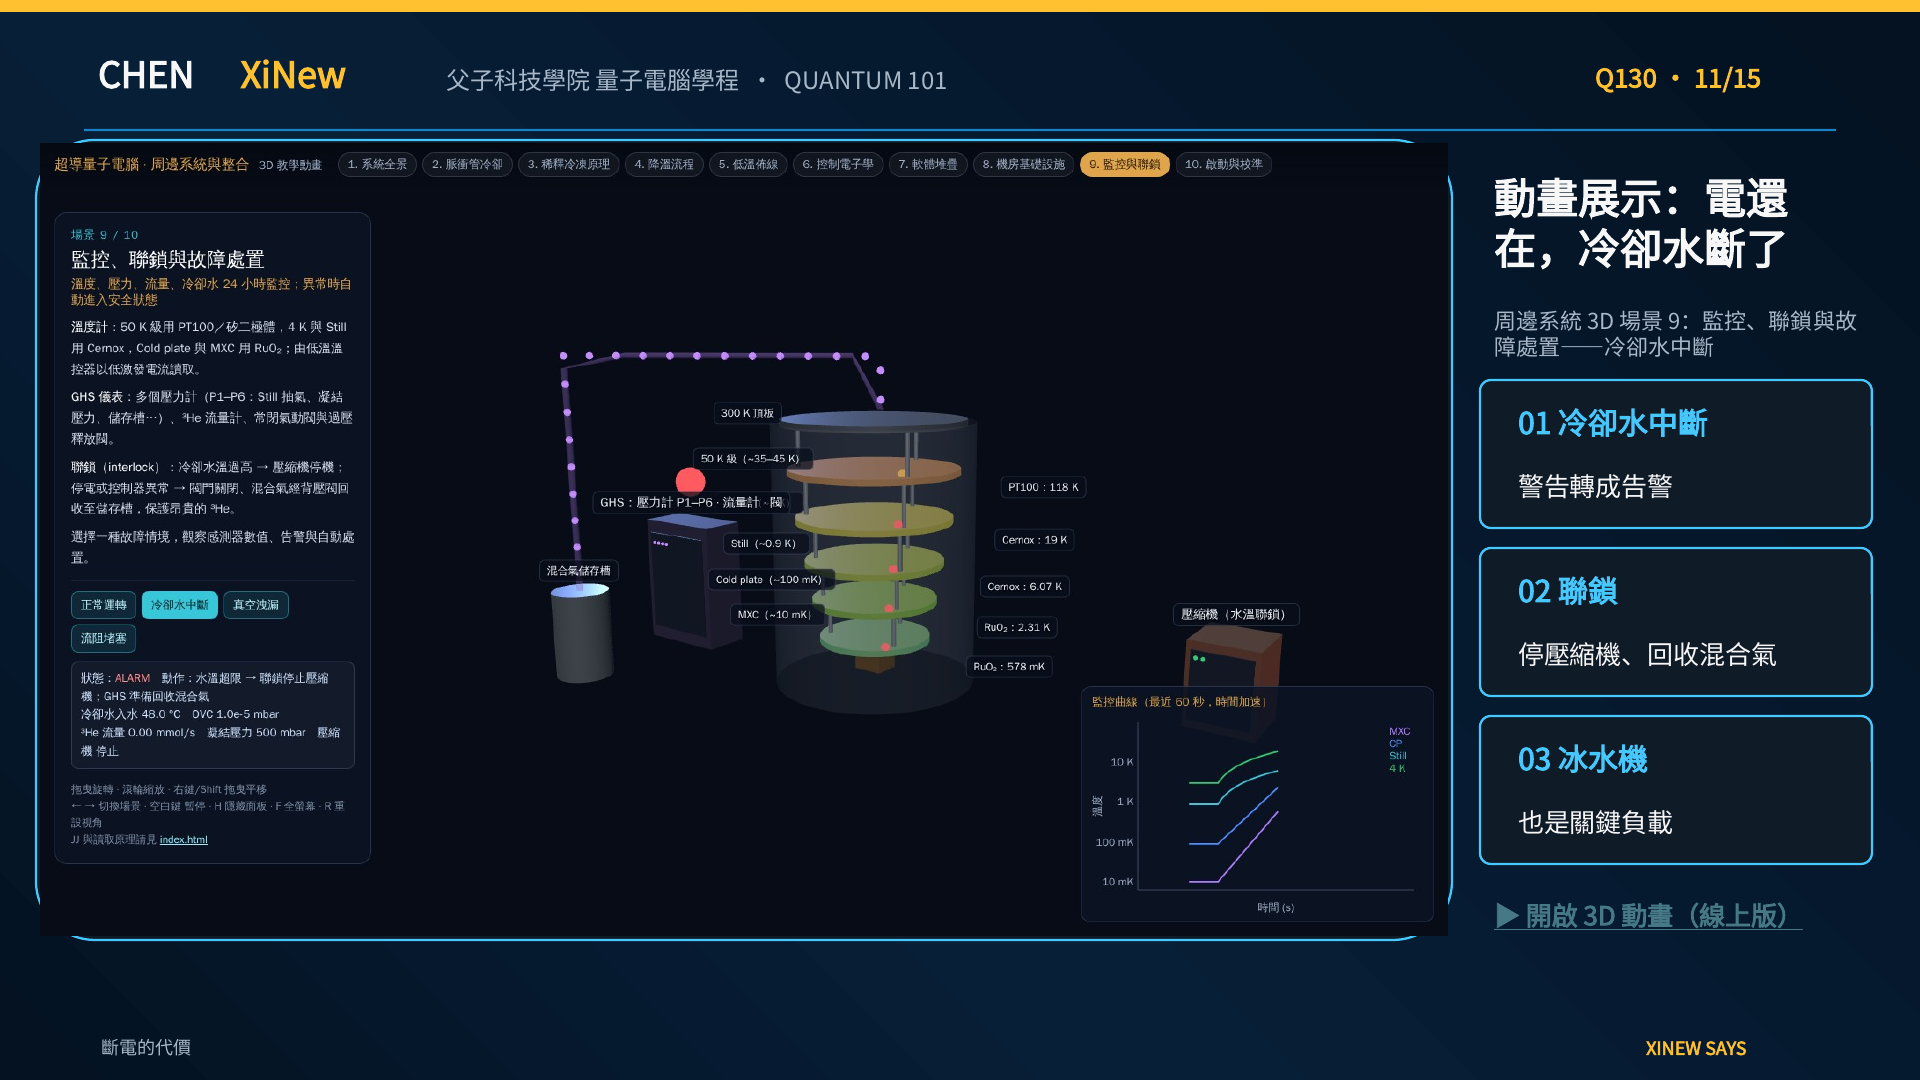 CHEN XiNew 父子科技學院 量子電腦學程 • QUANTUM 101
Q130 • 11/15
超導量子電腦 · 周邊系統與整合 3D 教學動畫
1. 系統全景
2. 脈衝管冷卻
3. 稀釋冷凍原理
4. 降溫流程
5. 低溫佈線
6. 控制電子學
7. 軟體堆疊
8. 機房基礎設施
9. 監控與聯鎖
10. 啟動與校準
場景 9 / 10
監控、聯鎖與故障處置
溫度、壓力、流量、冷卻水 24 小時監控；異常時自
動進入安全狀態
溫度計：50 K 級用 PT100／矽二極體，4 K 與 Still
用 Cernox，Cold plate 與 MXC 用 RuO₂；由低溫溫
控器以低激發電流讀取。
GHS 儀表：多個壓力計（P1–P6：Still 抽氣、凝結
壓力、儲存槽…）、³He 流量計、常閉氣動閥與過壓
釋放閥。
聯鎖（interlock）：冷卻水溫過高 → 壓縮機停機；
停電或控制器異常 → 閥門關閉、混合氣經背壓閥回
收至儲存槽，保護昂貴的 ³He。
選擇一種故障情境，觀察感測器數值、告警與自動處
置。
正常運轉
冷卻水中斷
真空洩漏
流阻堵塞
狀態：ALARM 動作：水溫超限 → 聯鎖停止壓縮
機；GHS 準備回收混合氣
冷卻水入水 48.0 °C OVC 1.0e-5 mbar
³He 流量 0.00 mmol/s 凝結壓力 500 mbar 壓縮
機 停止
拖曳旋轉 · 滾輪縮放 · 右鍵/Shift 拖曳平移
← → 切換場景 · 空白鍵 暫停 · H 隱藏面板 · F 全螢幕 · R 重
設視角
JJ 與讀取原理請見 index.html
300 K 頂板
50 K 級（~35–45 K）
GHS：壓力計 P1–P6 · 流量計 · 閥
Still（~0.9 K）
混合氣儲存槽
Cold plate（~100 mK）
MXC（~10 mK）
PT100：118 K
Cernox：19 K
Cernox：6.07 K
RuO₂：2.31 K
RuO₂：578 mK
壓縮機（水溫聯鎖）
監控曲線（最近 60 秒，時間加速）
MXC
CP
Still
4 K
10 K
1 K
100 mK
10 mK
溫度
時間 (s)
動畫展示：電還
在，冷卻水斷了
周邊系統 3D 場景 9：監控、聯鎖與故
障處置——冷卻水中斷
01 冷卻水中斷
警告轉成告警
02 聯鎖
停壓縮機、回收混合氣
03 冰水機
也是關鍵負載
▶ 開啟 3D 動畫（線上版）
斷電的代價
XINEW SAYS